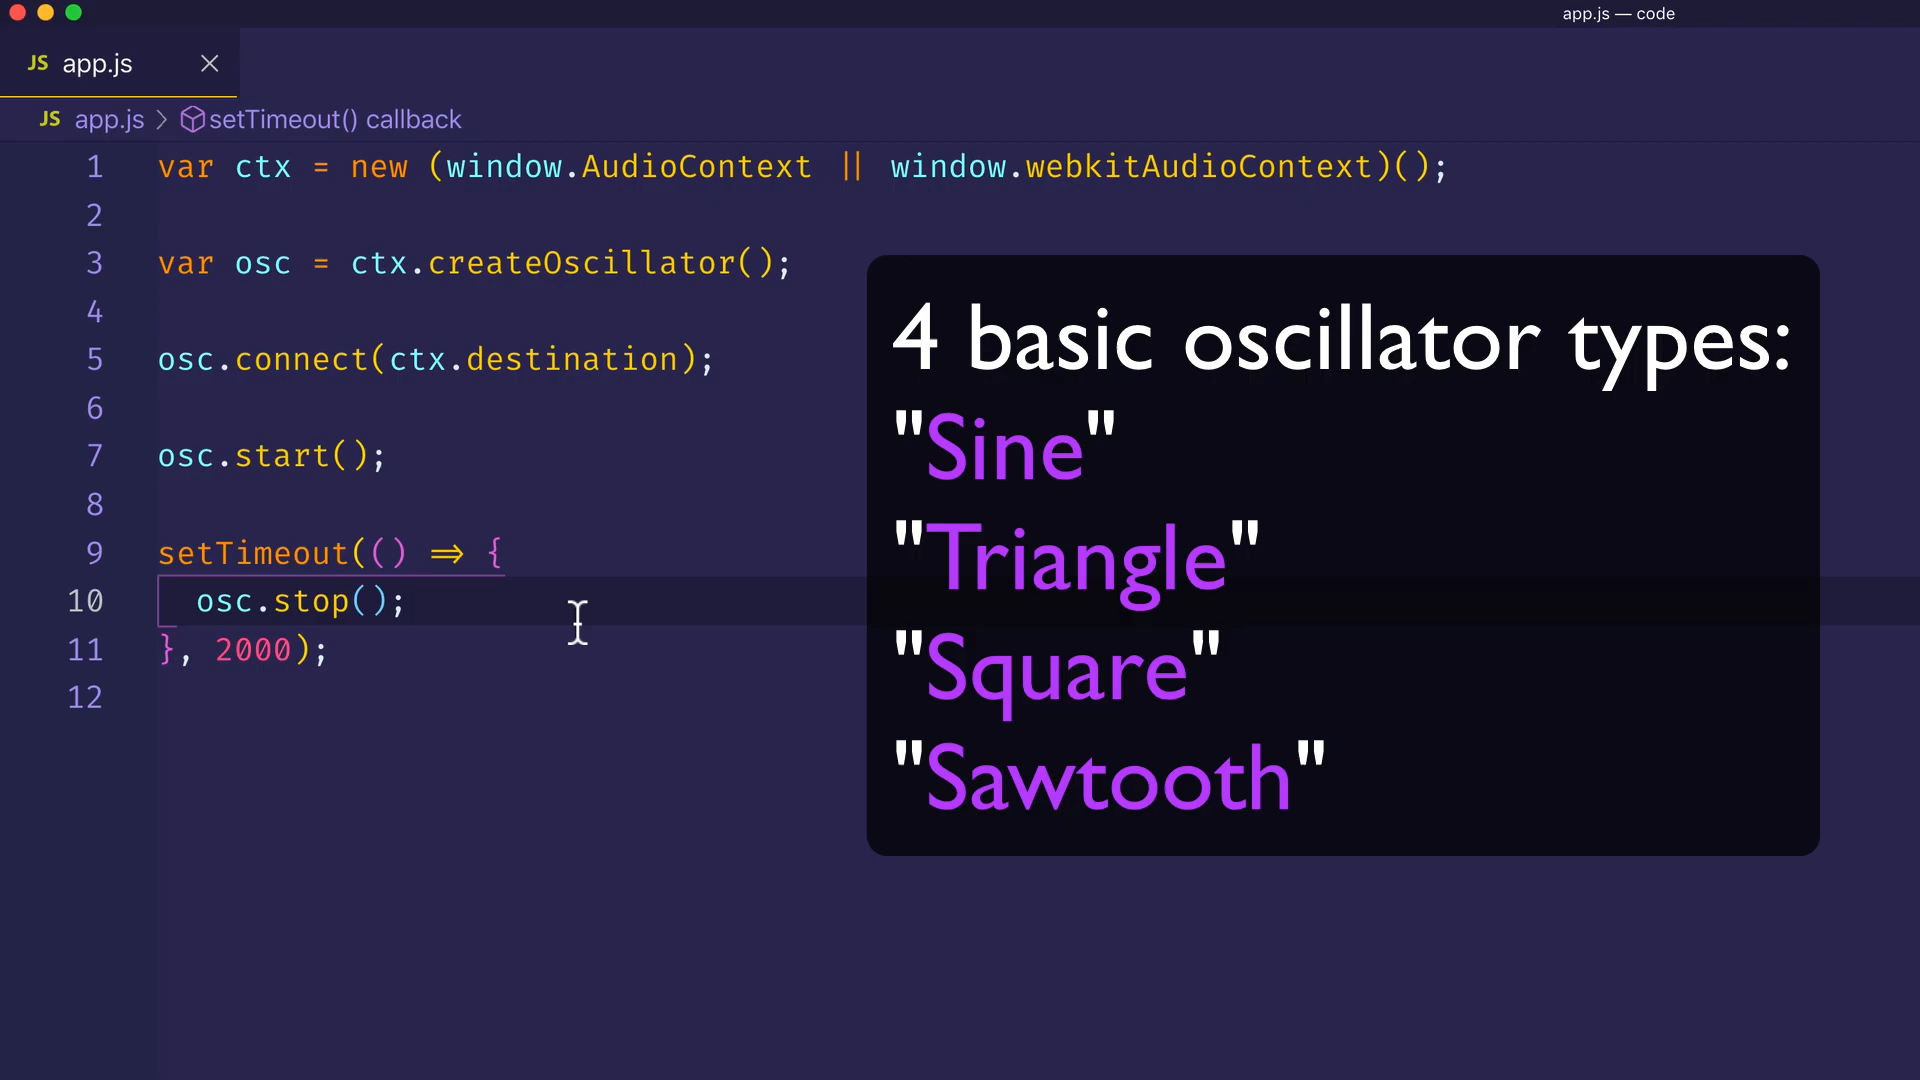 app.js — code
JS app.js
JS app.js > setTimeout() callback
1 var ctx = new (window.AudioContext || window.webkitAudioContext)();
2
3 var osc = ctx.createOscillator();
4
5 osc.connect(ctx.destination);
6
7 osc.start();
8
9 setTimeout(() => {
10 osc.stop();
11 }, 2000);
12
4 basic oscillator types:
"Sine"
"Triangle"
"Square"
"Sawtooth"